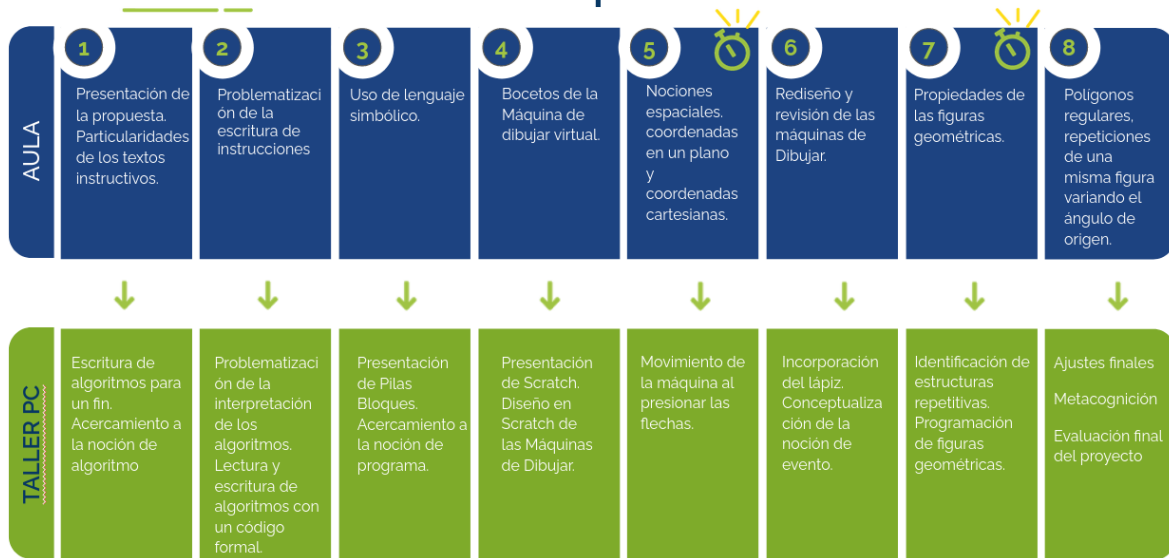 AULA
1
Presentación de
la propuesta.
Particularidades
de los textos
instructivos.
2
Problematizaci
ón de la
escritura de
instrucciones
3
Uso de lenguaje
simbólico.
4
Bocetos de la
Máquina de
dibujar virtual.
5
Nociones
espaciales.
coordenadas
en un plano
y
coordenadas
cartesianas.
6
Rediseño y
revisión de las
máquinas de
Dibujar.
7
Propiedades de
las figuras
geométricas.
8
Polígonos
regulares,
repeticiones
de una
misma figura
variando el
ángulo de
origen.
TALLER PC
Escritura de
algoritmos para
un fin.
Acercamiento a
la noción de
algoritmo
Problematizaci
ón de la
interpretación
de los
algoritmos.
Lectura y
escritura de
algoritmos con
un código
formal.
Presentación
de Pilas
Bloques.
Acercamiento a
la noción de
programa.
Presentación
de Scratch.
Diseño en
Scratch de
las Máquinas
de Dibujar.
Movimiento de
la máquina al
presionar las
flechas.
Incorporación
del lápiz.
Conceptualiza
ción de la
noción de
evento.
Identificación de
estructuras
repetitivas.
Programación
de figuras
geométricas.
Ajustes finales
Metacognición
Evaluación final
del proyecto